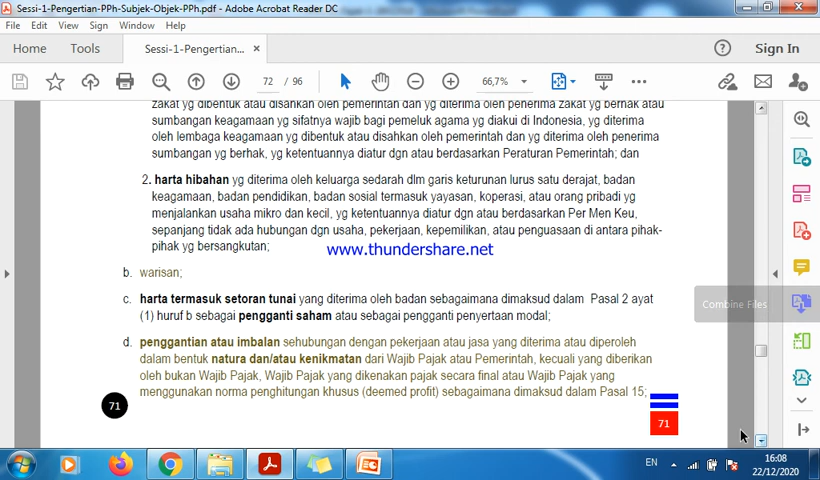 Sessi-1-Pengertian-PPh-Subjek-Objek-PPh.pdf - Adobe Acrobat Reader DC
File Edit View Sign Window Help
Home Tools Sessi-1-Pengertian... × Sign In
72 / 96 66,7%
zakat yg dibentuk atau disahkan oleh pemerintah dan yg diterima oleh penerima zakat yg berhak atau
sumbangan keagamaan yg sifatnya wajib bagi pemeluk agama yg diakui di Indonesia, yg diterima
oleh lembaga keagamaan yg dibentuk atau disahkan oleh pemerintah dan yg diterima oleh penerima
sumbangan yg berhak, yg ketentuannya diatur dgn atau berdasarkan Peraturan Pemerintah; dan
2. harta hibahan yg diterima oleh keluarga sedarah dlm garis keturunan lurus satu derajat, badan
keagamaan, badan pendidikan, badan sosial termasuk yayasan, koperasi, atau orang pribadi yg
menjalankan usaha mikro dan kecil, yg ketentuannya diatur dgn atau berdasarkan Per Men Keu,
sepanjang tidak ada hubungan dgn usaha, pekerjaan, kepemilikan, atau penguasaan di antara pihak-
pihak yg bersangkutan;
www.thundershare.net
b. warisan;
c. harta termasuk setoran tunai yang diterima oleh badan sebagaimana dimaksud dalam Pasal 2 ayat
(1) huruf b sebagai pengganti saham atau sebagai pengganti penyertaan modal;
Combine Files
d. penggantian atau imbalan sehubungan dengan pekerjaan atau jasa yang diterima atau diperoleh
dalam bentuk natura dan/atau kenikmatan dari Wajib Pajak atau Pemerintah, kecuali yang diberikan
oleh bukan Wajib Pajak, Wajib Pajak yang dikenakan pajak secara final atau Wajib Pajak yang
menggunakan norma penghitungan khusus (deemed profit) sebagaimana dimaksud dalam Pasal 15;
71
71
EN
16:08
22/12/2020